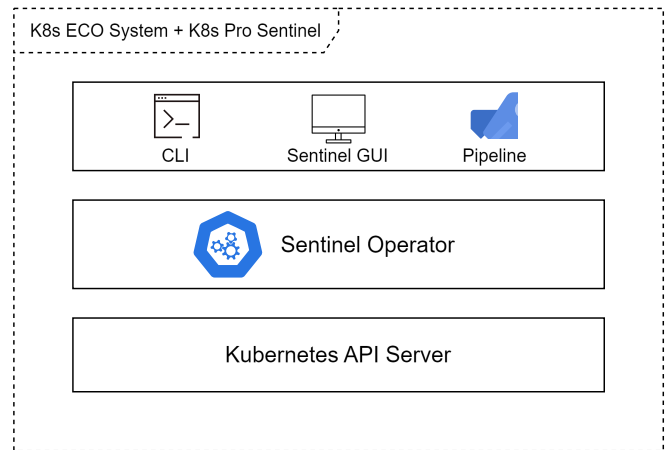 K8s ECO System + K8s Pro Sentinel
CLI
Sentinel GUI
Pipeline
Sentinel Operator
Kubernetes API Server